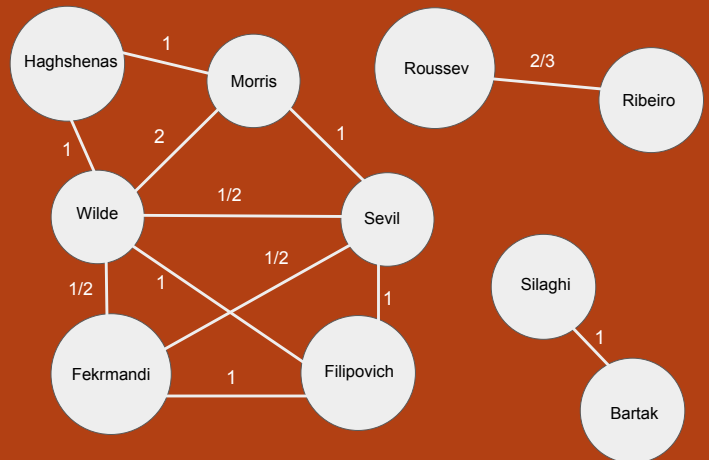 Haghshenas
1
Morris
Roussev
2/3
Ribeiro
1
2
1
Wilde
1/2
Sevil
1/2
1/2
1
1
Silaghi
1
Fekrmandi
1
Filipovich
Bartak